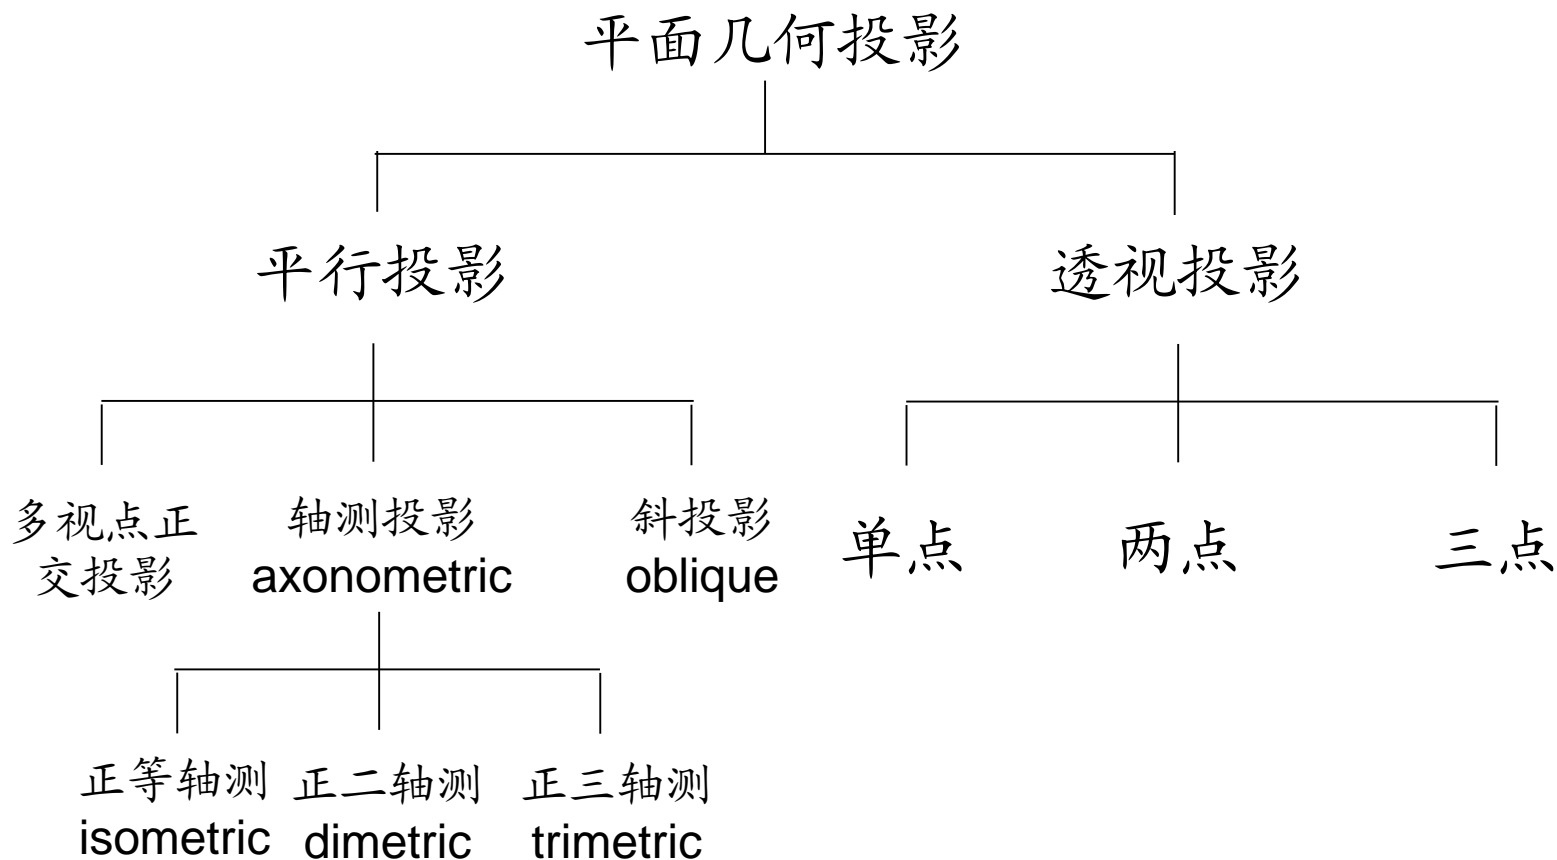 平面几何投影
平行投影
透视投影
多视点正
交投影
轴测投影
axonometric
斜投影
oblique
单点
两点
三点
正等轴测
isometric
正二轴测
dimetric
正三轴测
trimetric